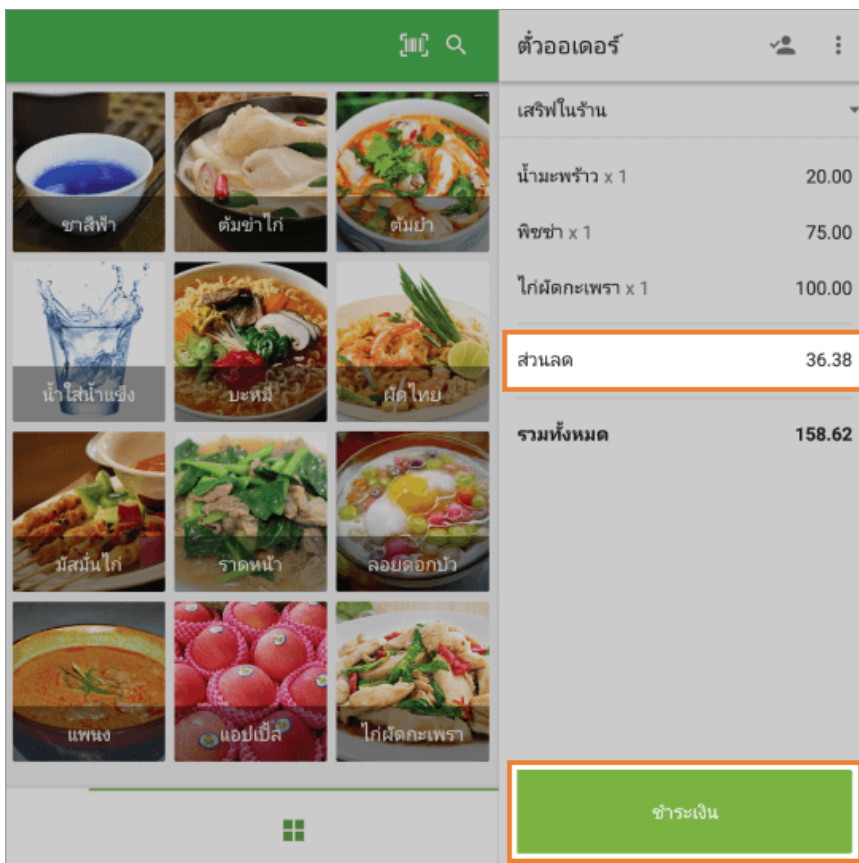 ตั๋วออเดอร์
เสริฟในร้าน
น้ำมะพร้าว x 1 20.00
พิซซ่า x 1 75.00
ไก่ผัดกะเพรา x 1 100.00
ส่วนลด 36.38
รวมทั้งหมด 158.62
ชำระเงิน
ชาสีฟ้า ต้มข่าไก่ ต้มยำ
น้ำใส่น้ำแข็ง บะหมี่ ผัดไทย
มัสมั่นไก่ ราดหน้า ลอยดอกบัว
แพนง แอปเปิ้ล ไก่ผัดกะเพรา